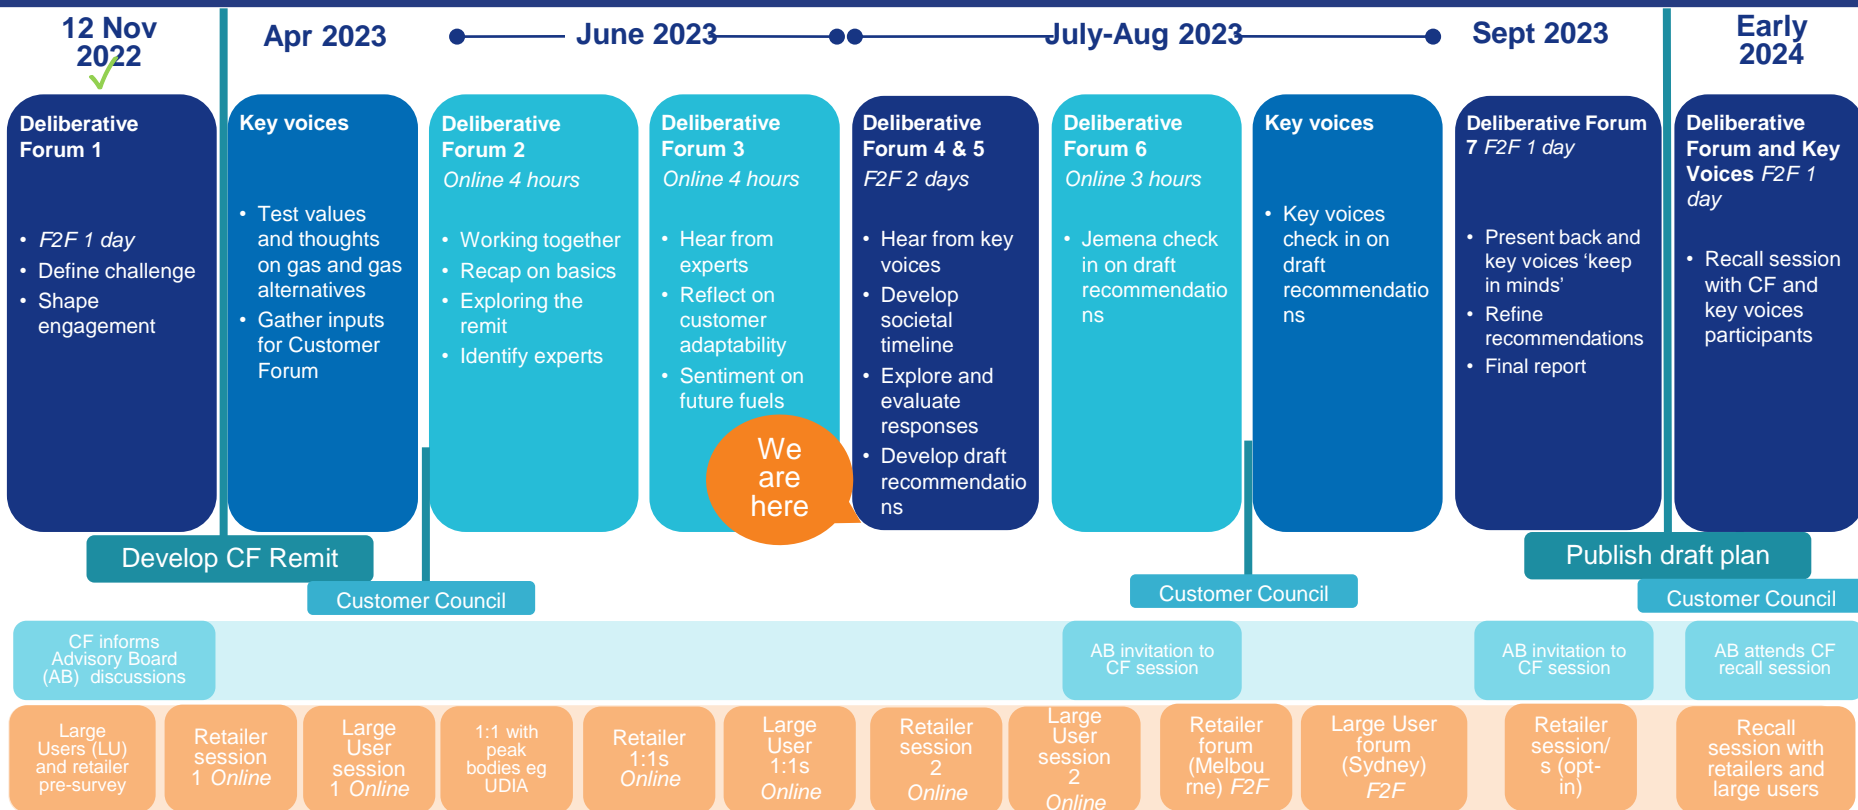 12 Nov
2022
Apr 2023
June 2023
July-Aug 2023
Sept 2023
Early
2024
Deliberative
Forum 1
• F2F 1 day
• Define challenge
• Shape
engagement
Key voices
• Test values
and thoughts
on gas and gas
alternatives
• Gather inputs
for Customer
Forum
Deliberative
Forum 2
Online 4 hours
• Working together
• Recap on basics
• Exploring the
remit
• Identify experts
Deliberative
Forum 3
Online 4 hours
• Hear from
experts
• Reflect on
customer
adaptability
• Sentiment on
future fuels
We
are
here
Deliberative
Forum 4 & 5
F2F 2 days
• Hear from key
voices
• Develop
societal
timeline
• Explore and
evaluate
responses
• Develop draft
recommendatio
ns
Deliberative
Forum 6
Online 3 hours
• Jemena check
in on draft
recommendatio
ns
Key voices
• Key voices
check in on
draft
recommendatio
ns
Deliberative Forum
7 F2F 1 day
• Present back and
key voices ‘keep
in minds’
• Refine
recommendations
• Final report
Deliberative
Forum and Key
Voices F2F 1
day
• Recall session
with CF and
key voices
participants
Develop CF Remit
Publish draft plan
Customer Council
Customer Council
Customer Council
CF informs
Advisory Board
(AB) discussions
AB invitation to
CF session
AB invitation to
CF session
AB attends CF
recall session
Large
Users (LU)
and retailer
pre-survey
Retailer
session
1 Online
Large
User
session
1 Online
1:1 with
peak
bodies eg
UDIA
Retailer
1:1s
Online
Large
User
1:1s
Online
Retailer
session
2
Online
Large
User
session
2
Online
Retailer
forum
(Melbou
rne) F2F
Large User
forum
(Sydney)
F2F
Retailer
session/
s (opt-
in)
Recall
session with
retailers and
large users